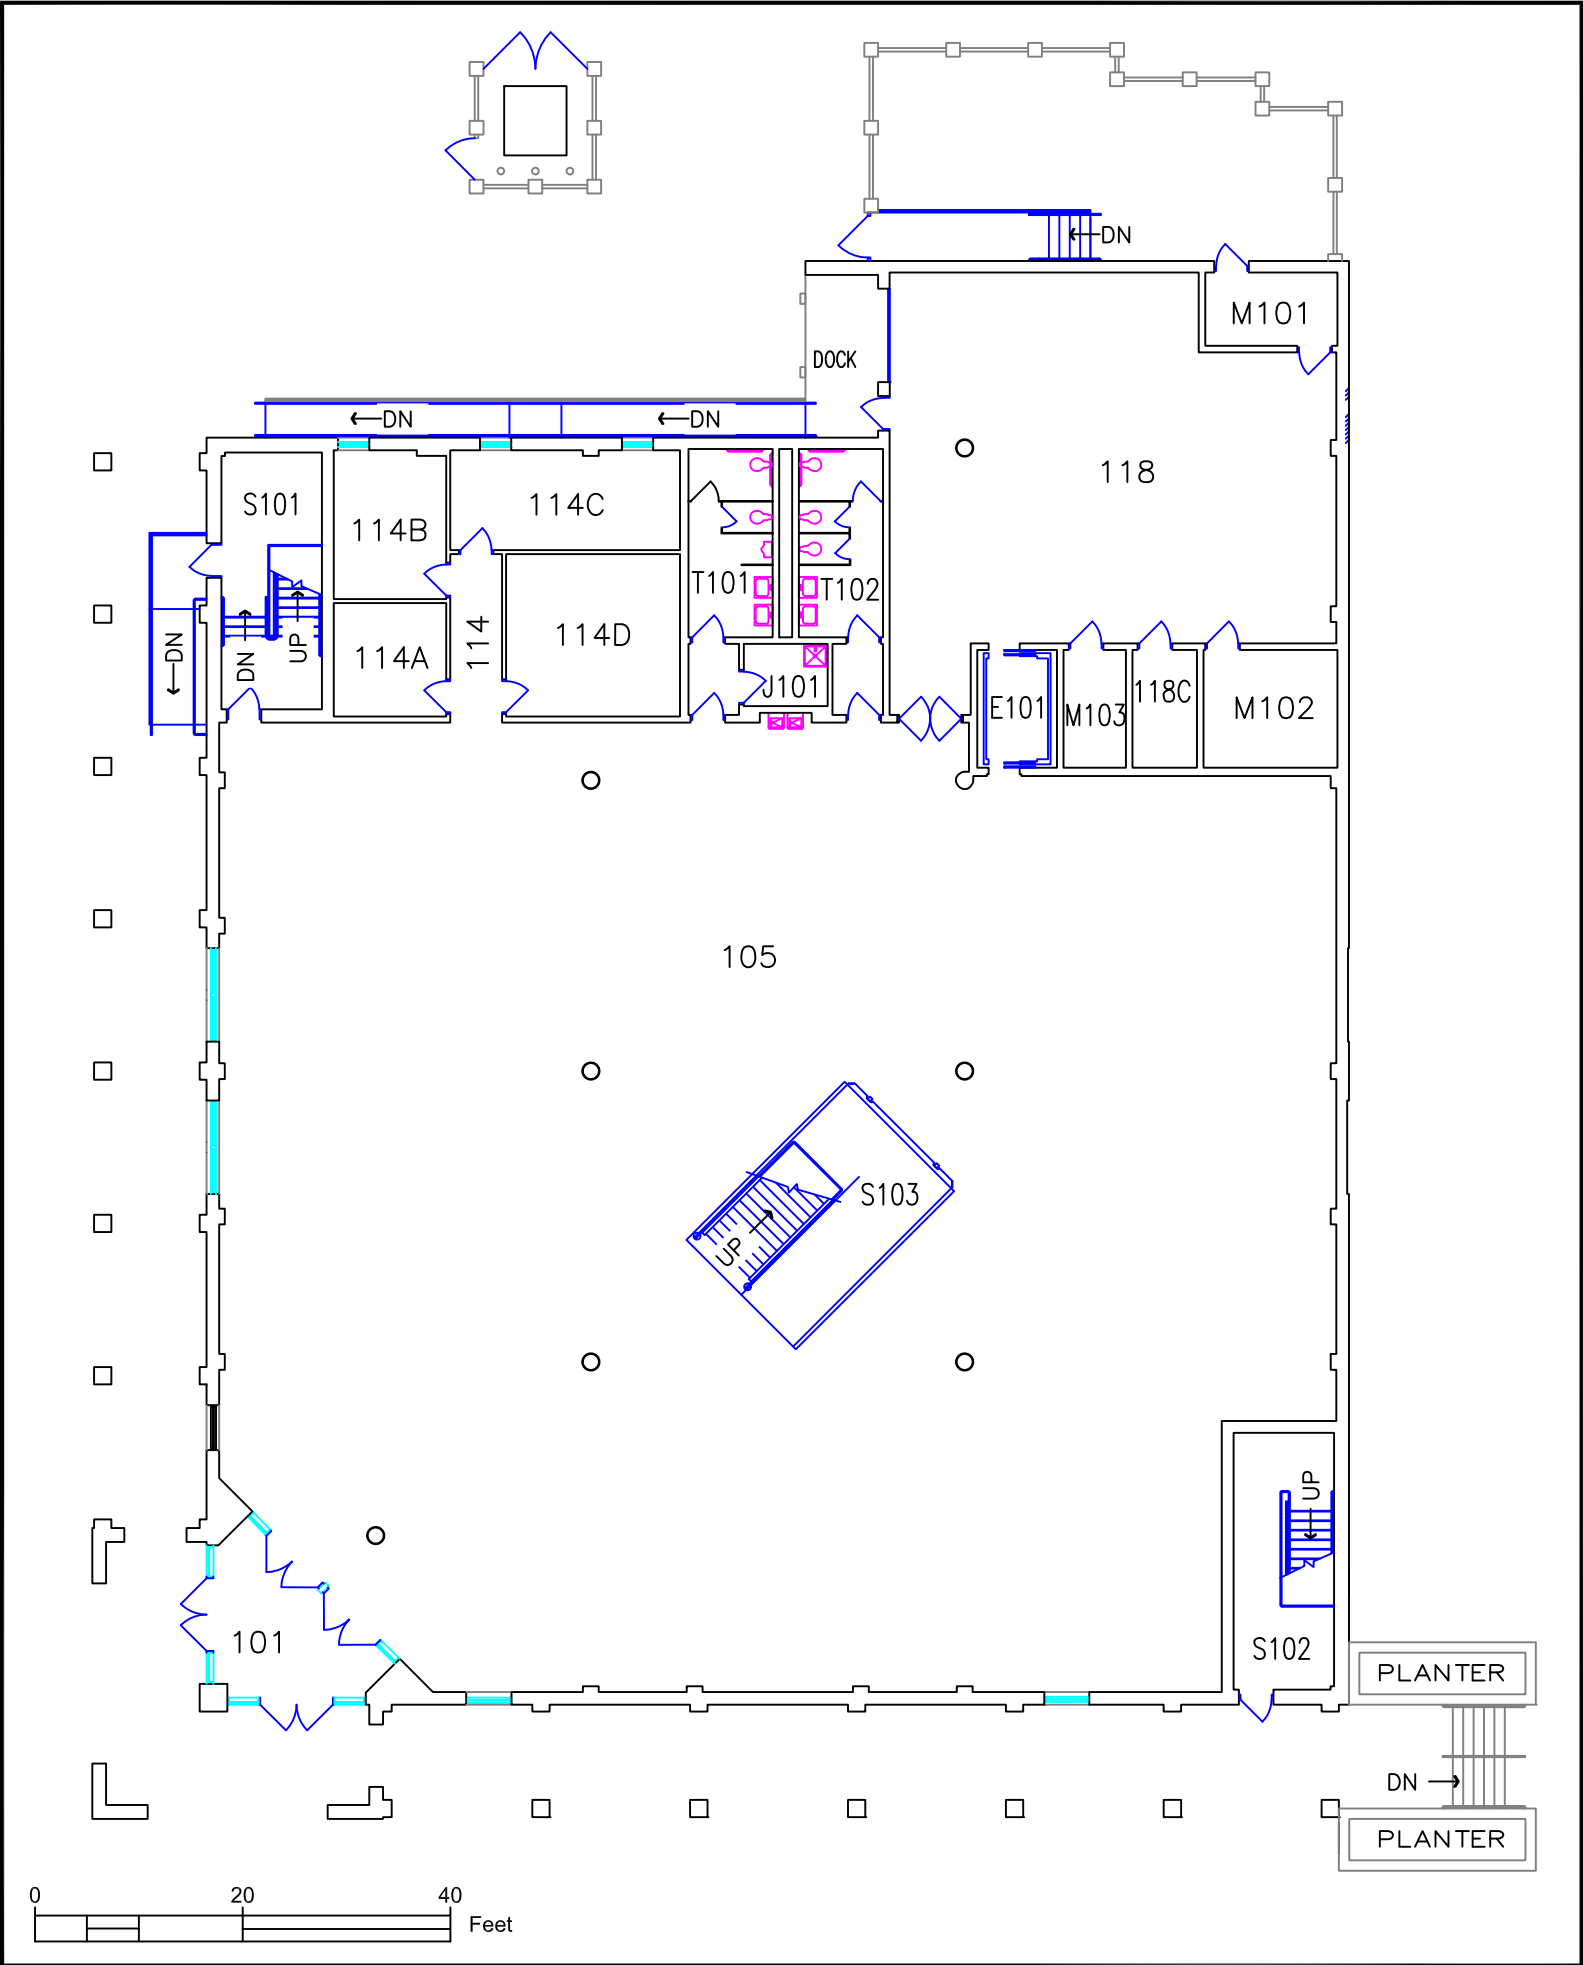 DN
M101
DOCK
DN
DN
118
S101
114C
114B
T101
T102
114
114D
DN
DN
UP
114A
J101
118C
E101
M103
M102
105
S103
UP
UP
101
S102
PLANTER
DN
PLANTER
0 20 40
Feet